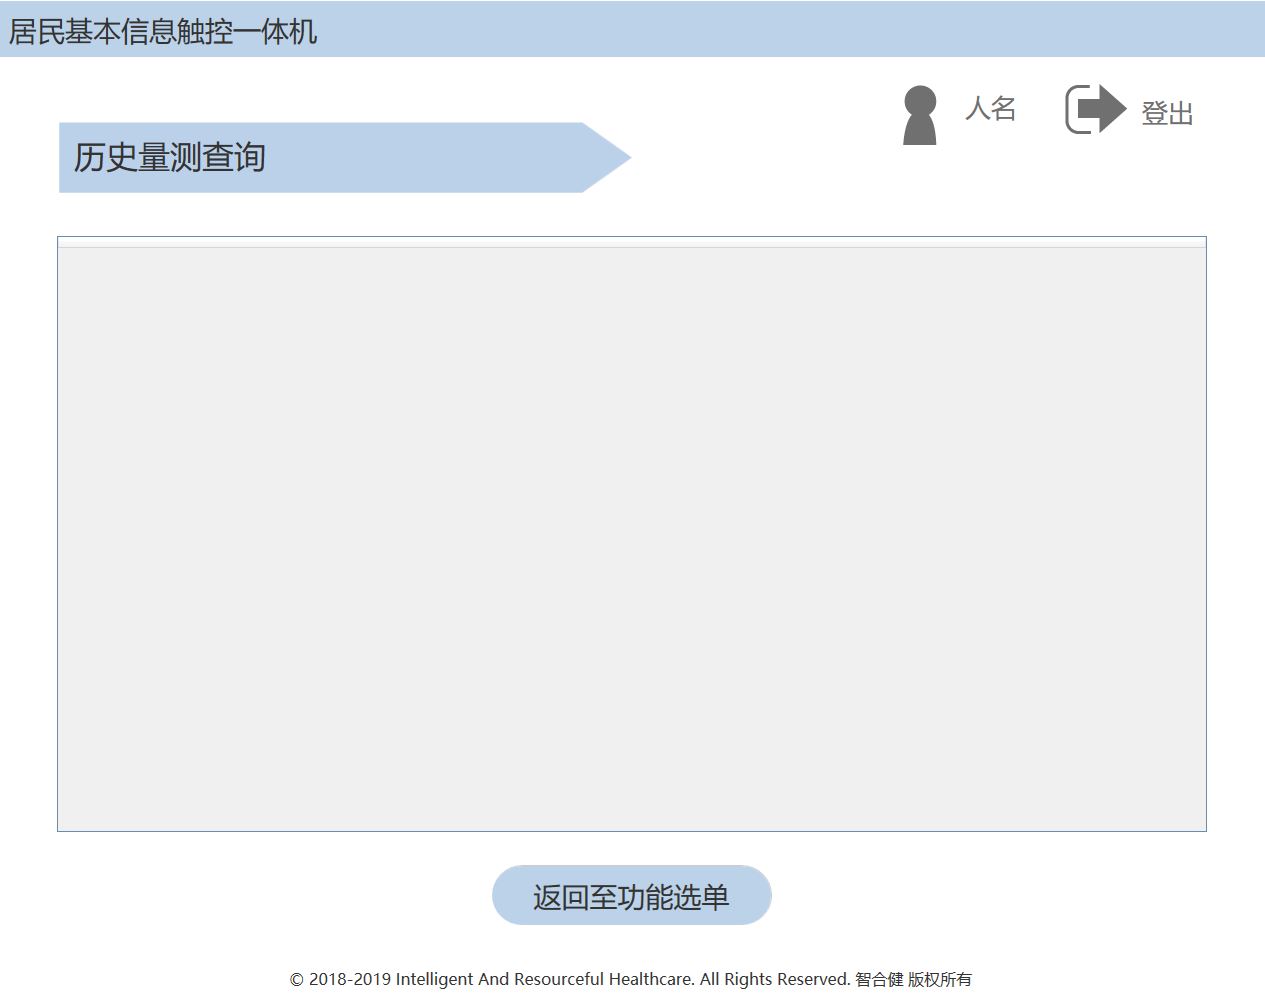 居民基本信息触控一体机
人名
登出
历史量测查询
返回至功能选单
© 2018-2019 Intelligent And Resourceful Healthcare. All Rights Reserved. 智合健 版权所有